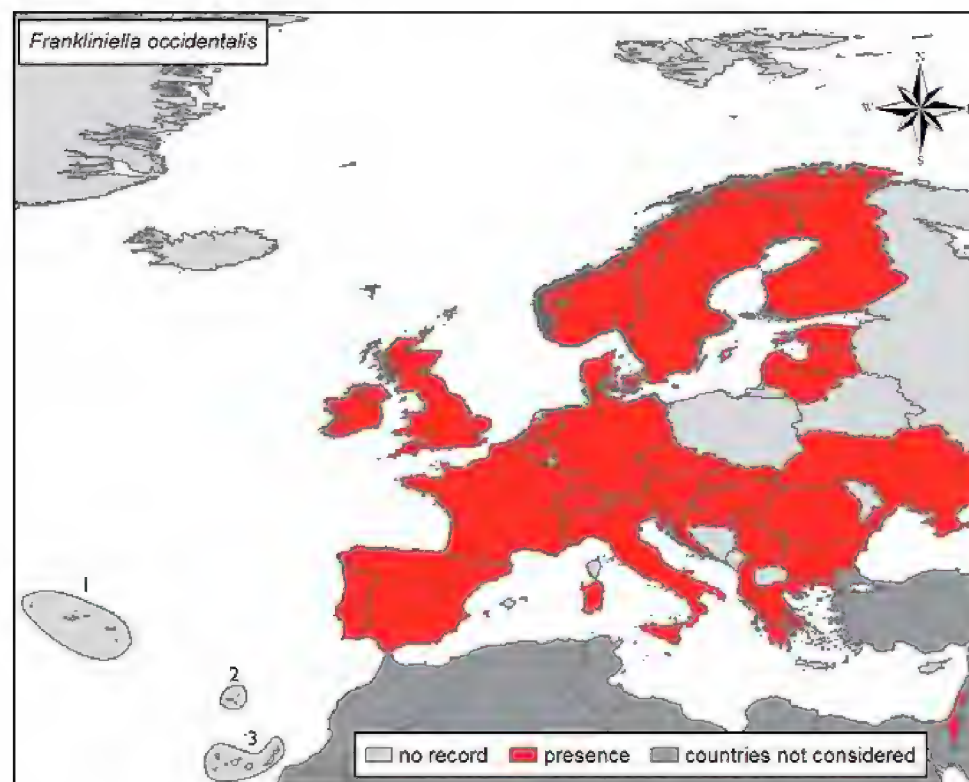 Frankliniella occidentalis
N
W
S
1
2
3
no record presence countries not considered